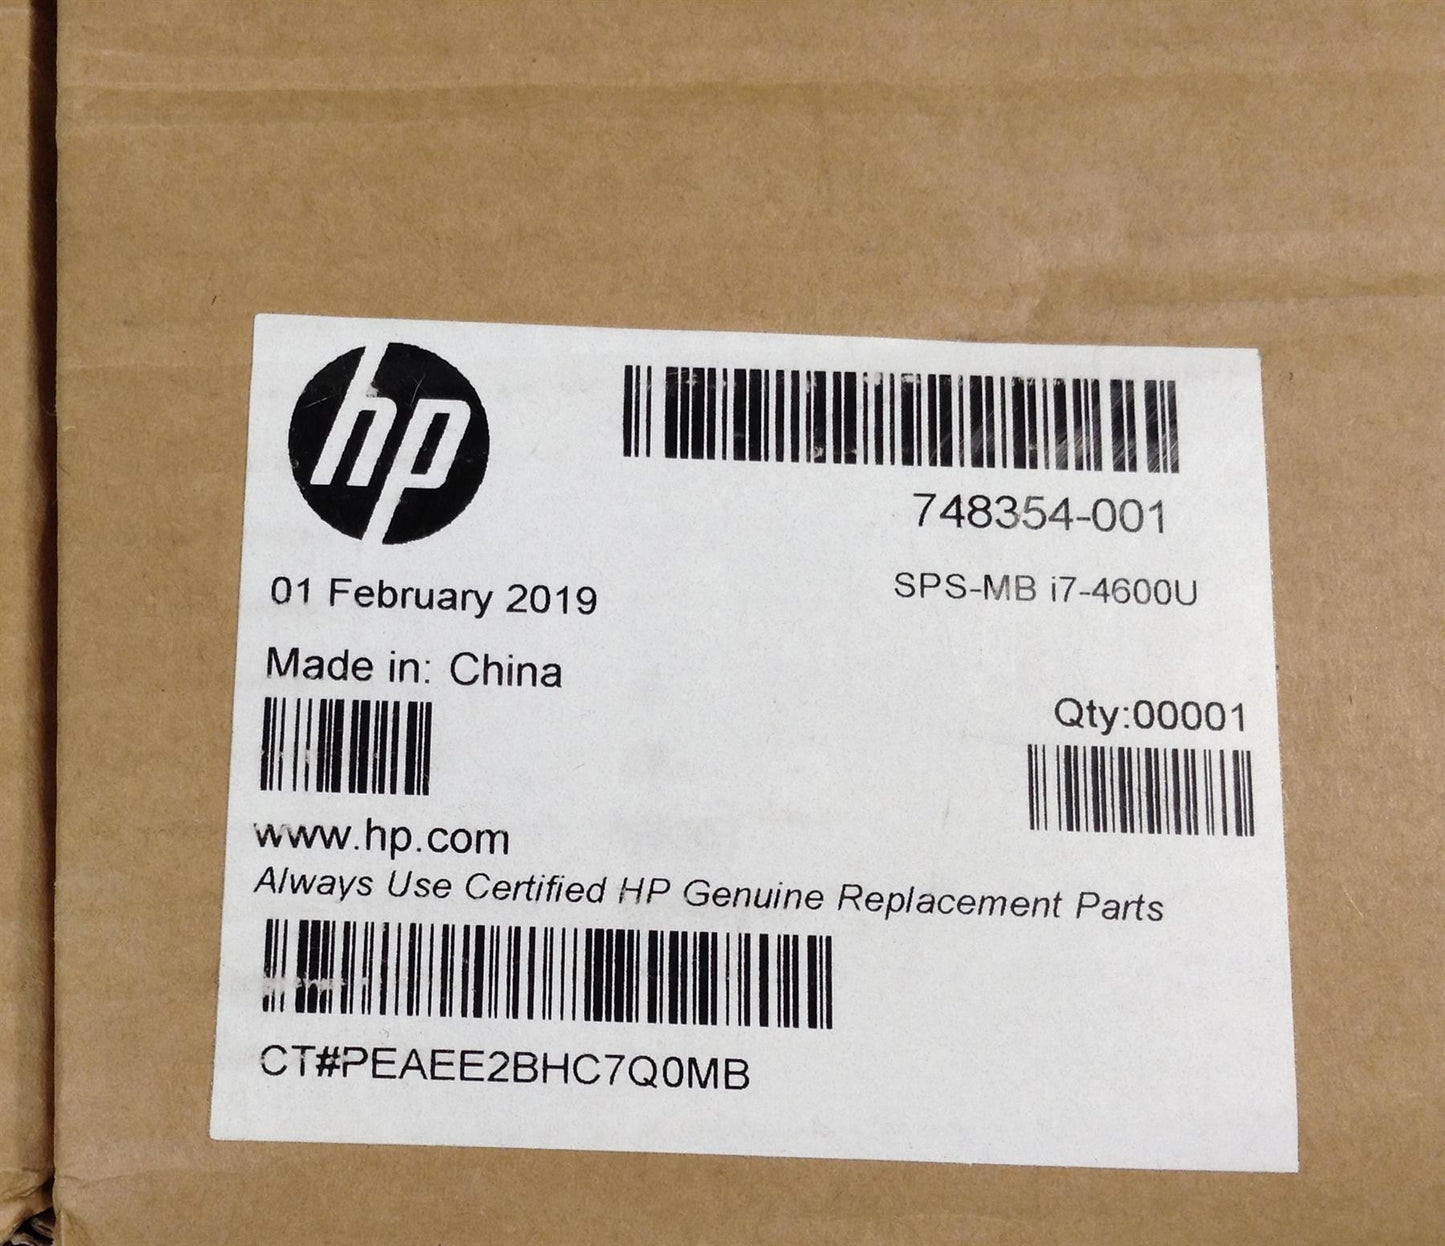 hp
748354-001
01 February 2019
SPS-MB i7-4600U
Made in: China
Qty:00001
www.hp.com
Always Use Certified HP Genuine Replacement Parts
CT#PEAEE2BHC7Q0MB